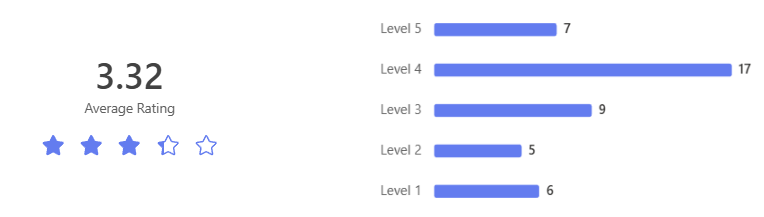 3.32
Average Rating
Level 5 7
Level 4 17
Level 3 9
Level 2 5
Level 1 6